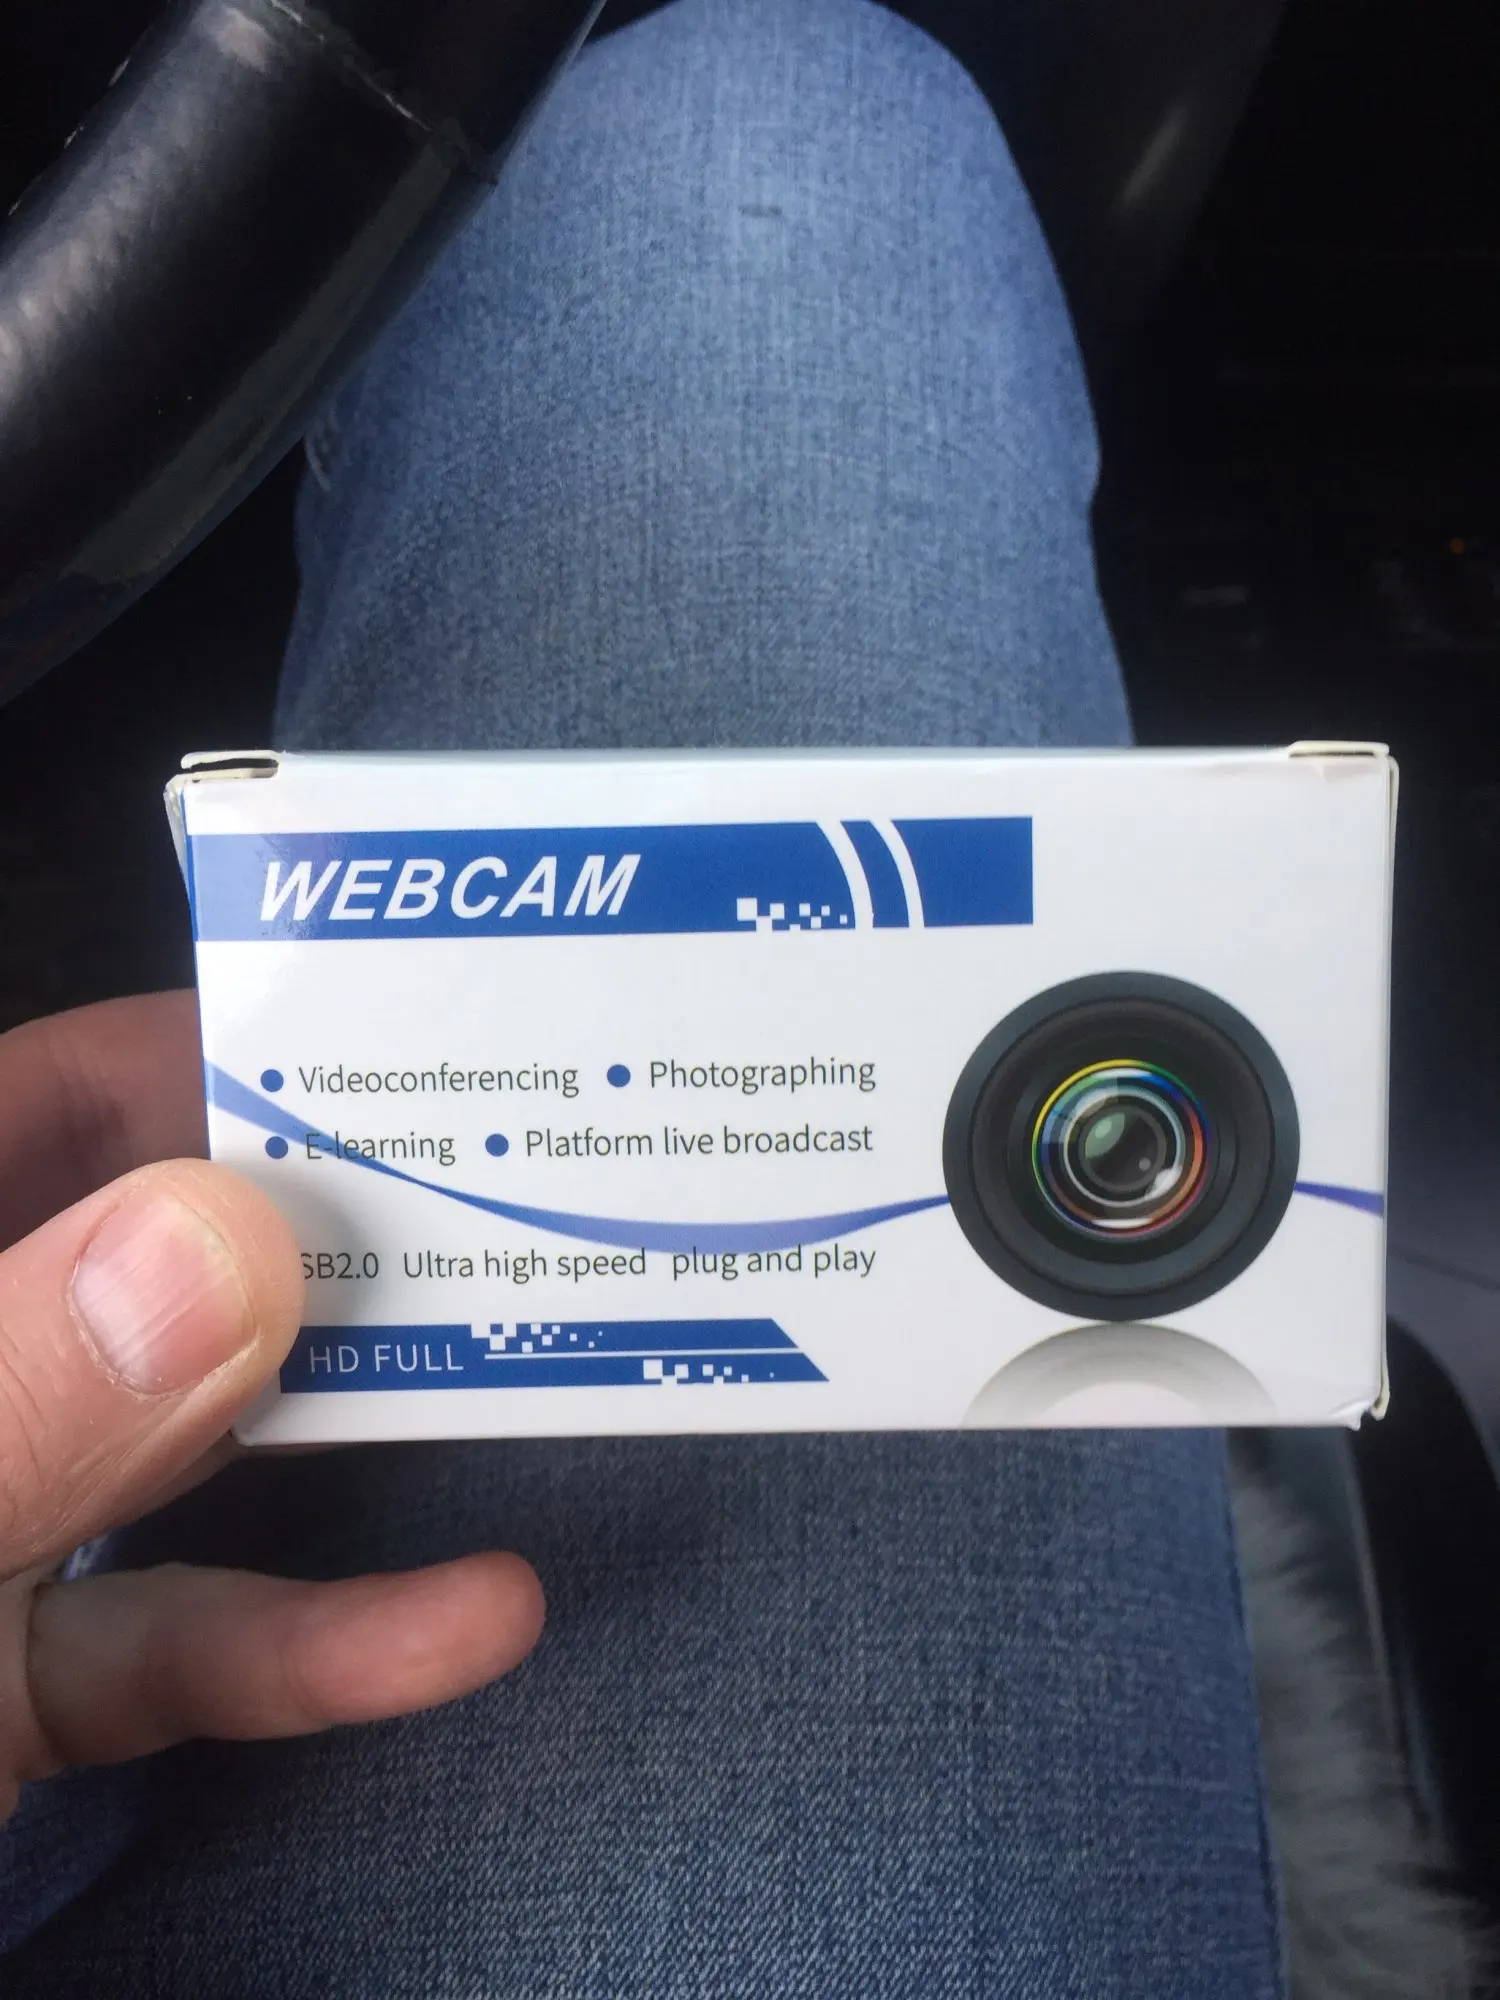 WEBCAM
● Videoconferencing ● Photographing
● E-learning ● Platform live broadcast
SB2.0 Ultra high speed plug and play
HD FULL